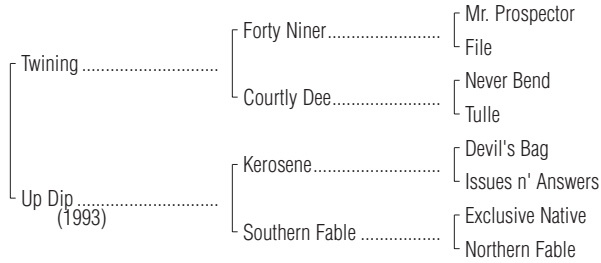 Mr. Prospector
Forty Niner
File
Twining
Never Bend
Courtly Dee
Tulle
Devil's Bag
Kerosene
Issues n' Answers
Up Dip
(1993)
Exclusive Native
Southern Fable
Northern Fable